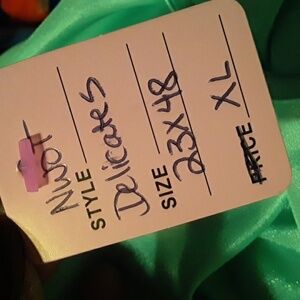 NWOT
STYLE
Delicates
SIZE 23x48
PRICE XL